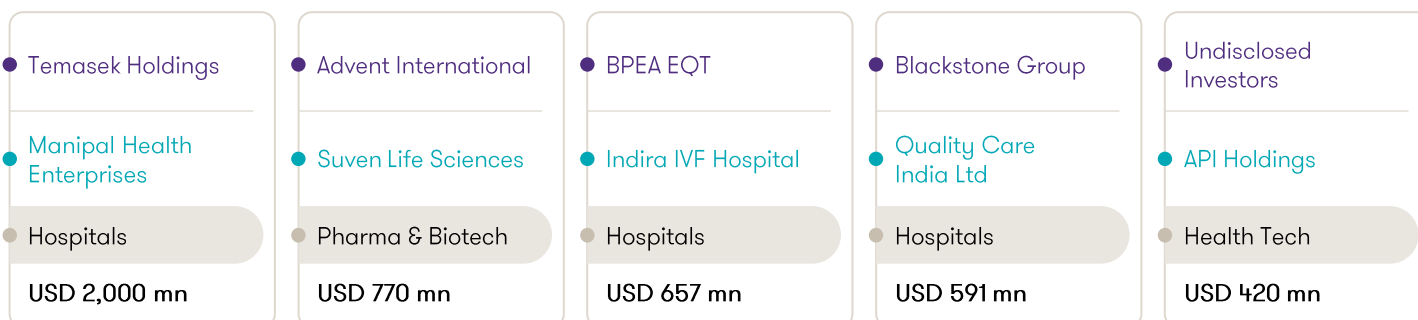 Temasek Holdings
Manipal Health
Enterprises
Hospitals
USD 2,000 mn
Advent International
Suven Life Sciences
Pharma & Biotech
USD 770 mn
BPEA EQT
Indira IVF Hospital
Hospitals
USD 657 mn
Blackstone Group
Quality Care
India Ltd
Hospitals
USD 591 mn
Undisclosed
Investors
API Holdings
Health Tech
USD 420 mn